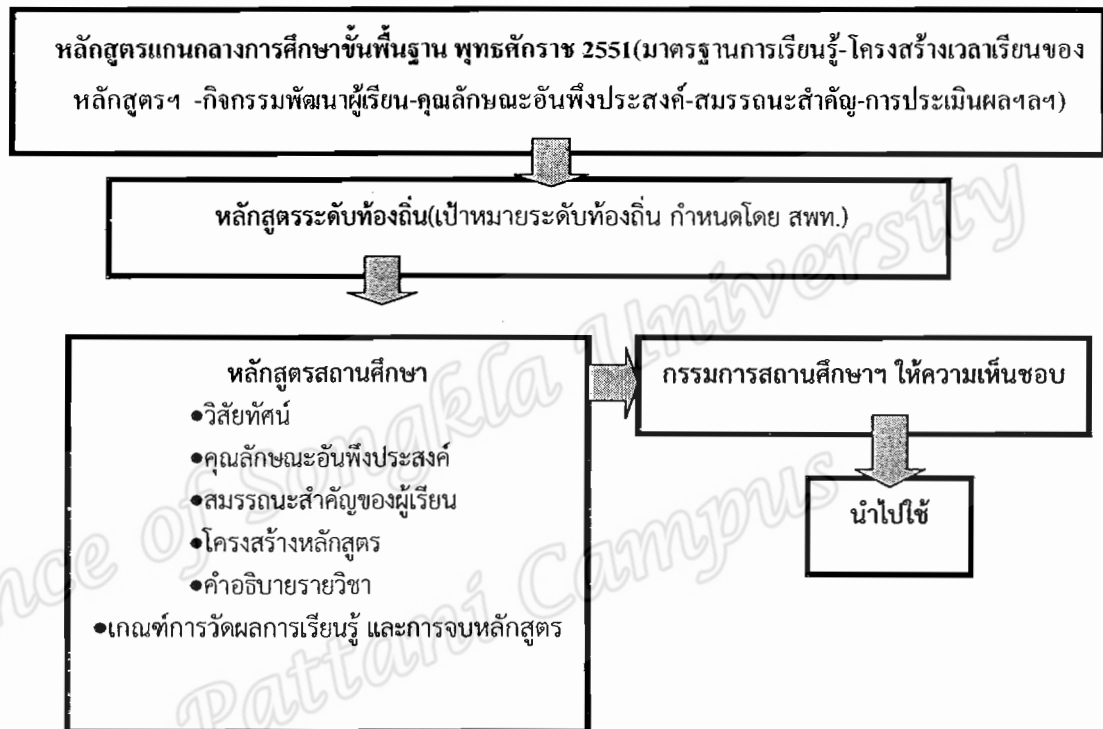 หลักสูตรแกนกลางการศึกษาขั้นพื้นฐาน พุทธศักราช 2551(มาตรฐานการเรียนรู้-โครงสร้างเวลาเรียนของ
หลักสูตรฯ -กิจกรรมพัฒนาผู้เรียน-คุณลักษณะอันพึงประสงค์-สมรรถนะสำคัญ-การประเมินผลฯลฯ)
หลักสูตรระดับท้องถิ่น(เป้าหมายระดับท้องถิ่น กำหนดโดย สพท.)
หลักสูตรสถานศึกษา
●วิสัยทัศน์
●คุณลักษณะอันพึงประสงค์
●สมรรถนะสำคัญของผู้เรียน
●โครงสร้างหลักสูตร
●คำอธิบายรายวิชา
●เกณฑ์การวัดผลการเรียนรู้ และการจบหลักสูตร
กรรมการสถานศึกษาฯ ให้ความเห็นชอบ
นำไปใช้
nce of Songkla University
Pattani Campus